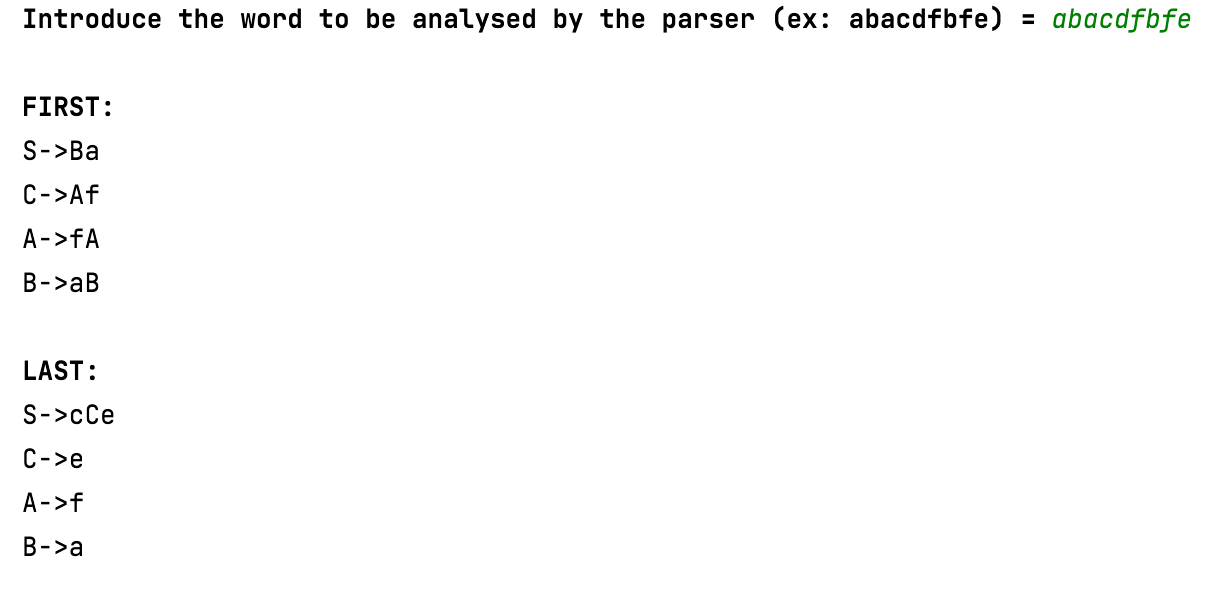 Introduce the word to be analysed by the parser (ex: abacdfbfe) = abacdfbfe
FIRST:
S->Ba
C->Af
A->fA
B->aB
LAST:
S->cCe
C->e
A->f
B->a